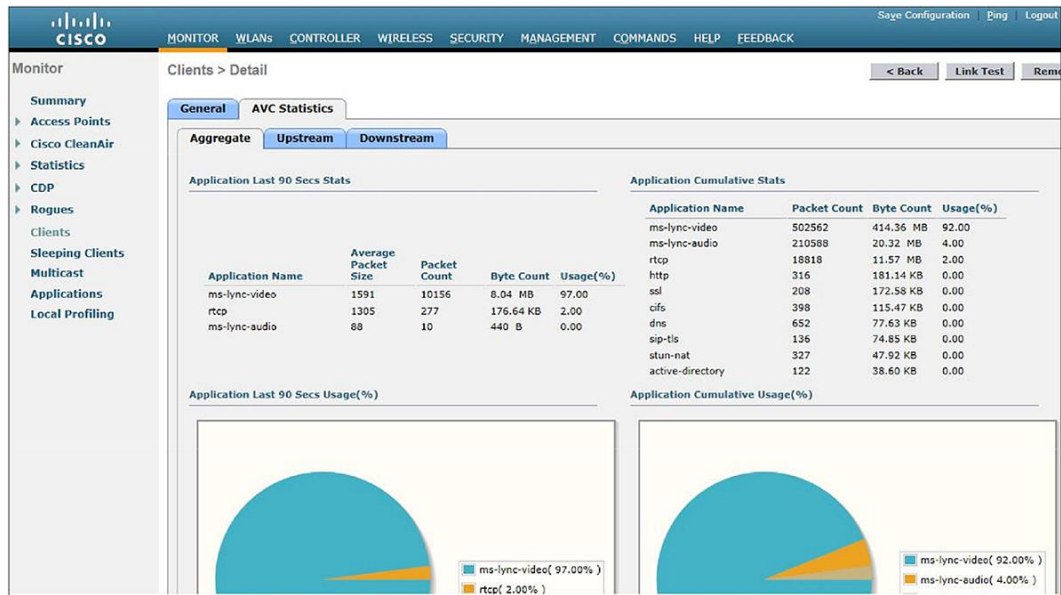 Save Configuration | Ping | Logout
CISCO
MONITOR WLANs CONTROLLER WIRELESS SECURITY MANAGEMENT COMMANDS HELP FEEDBACK
Monitor
Summary
Access Points
Cisco CleanAir
Statistics
CDP
Rogues
Clients
Sleeping Clients
Multicast
Applications
Local Profiling
Clients > Detail
< Back Link Test
General AVC Statistics
Aggregate Upstream Downstream
Application Last 90 Secs Stats
Application Name Average Packet Size Packet Count Byte Count Usage(%)
ms-lync-video 1591 10156 8.04 MB 97.00
rtcp 1305 277 176.64 KB 2.00
ms-lync-audio 88 10 440 B 0.00
Application Cumulative Stats
Application Name Packet Count Byte Count Usage(%)
ms-lync-video 502562 414.36 MB 92.00
ms-lync-audio 210588 20.32 MB 4.00
rtcp 18818 11.57 MB 2.00
http 316 181.14 KB 0.00
ssl 208 172.58 KB 0.00
cifs 398 115.47 KB 0.00
dns 652 77.63 KB 0.00
sip-tls 136 74.85 KB 0.00
stun-nat 327 47.92 KB 0.00
active-directory 122 38.60 KB 0.00
Application Last 90 Secs Usage(%)
ms-lync-video( 97.00% )
rtcp( 2.00% )
Application Cumulative Usage(%)
ms-lync-video( 92.00% )
ms-lync-audio( 4.00% )